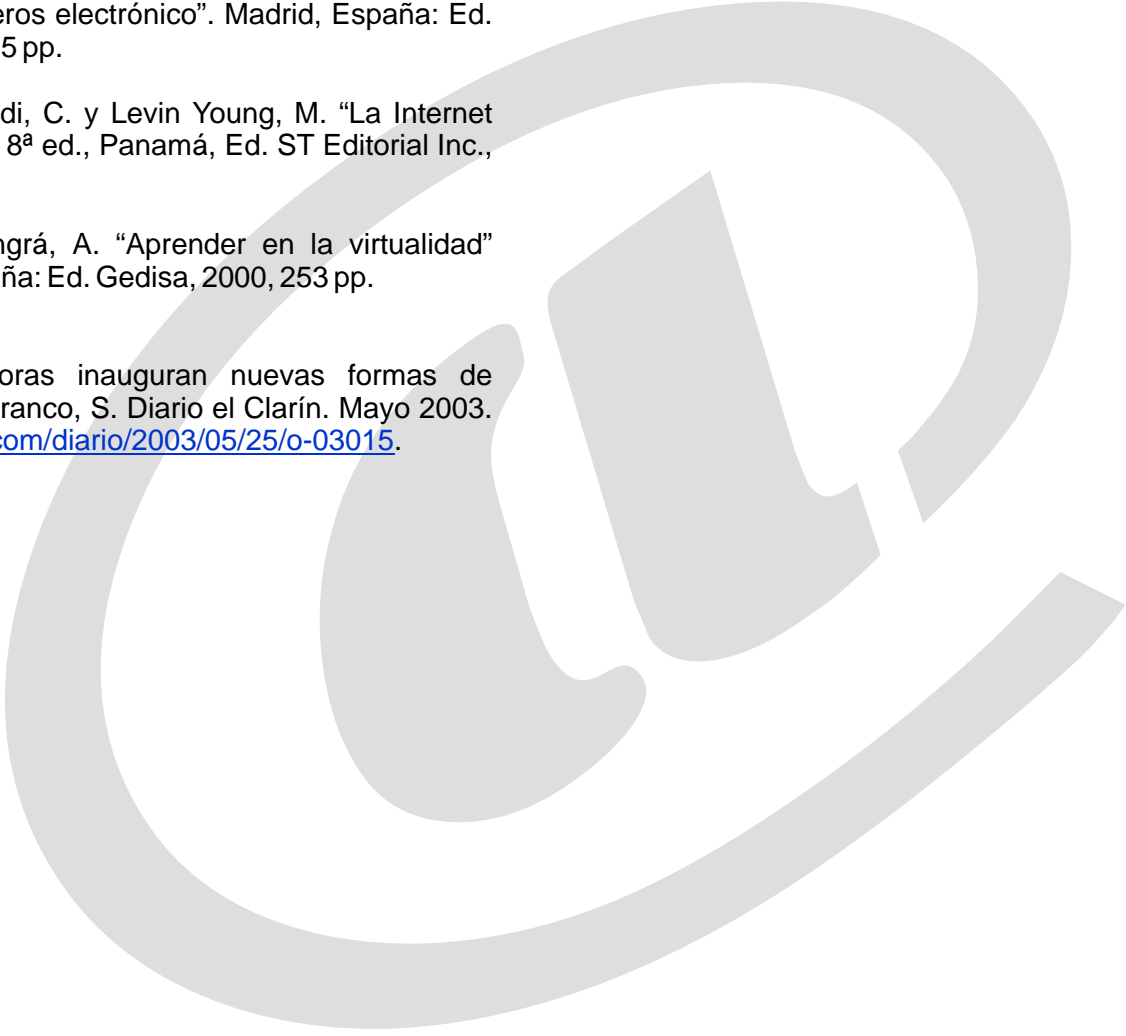 eros electrónico”. Madrid, España: Ed.
5 pp.
di, C. y Levin Young, M. “La Internet
8ª ed., Panamá, Ed. ST Editorial Inc.,
ngrá, A. “Aprender en la virtualidad”
ña: Ed. Gedisa, 2000, 253 pp.
oras inauguran nuevas formas de
ranco, S. Diario el Clarín. Mayo 2003.
com/diario/2003/05/25/o-03015.